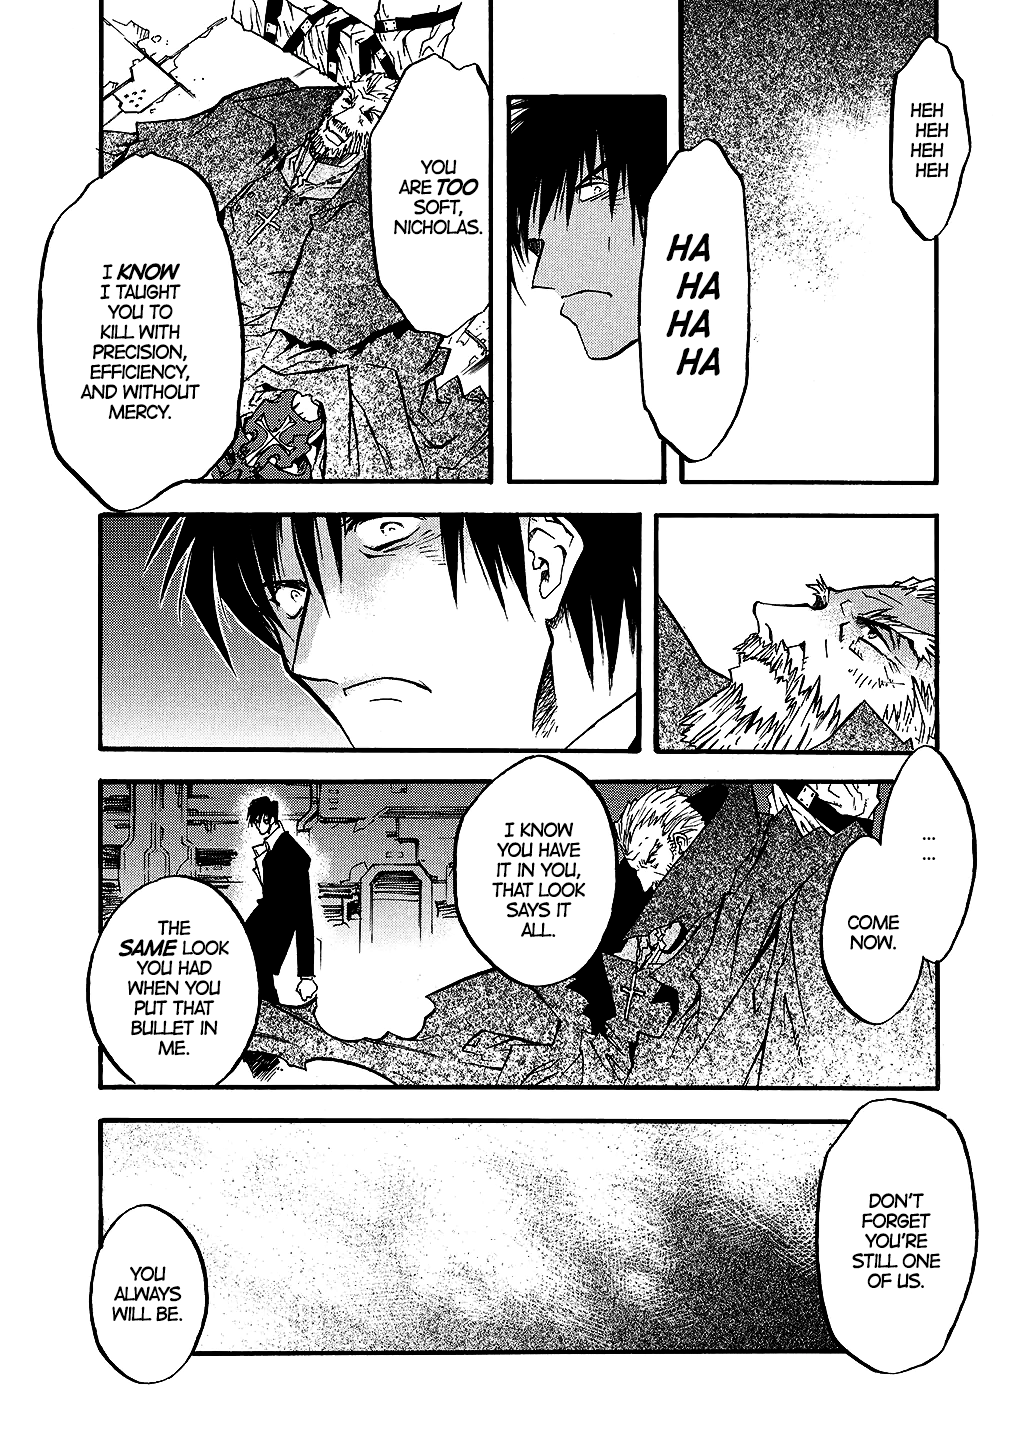 HEH
HEH
HEH
HEH
HA
HA
HA
HA
YOU
ARE TOO
SOFT,
NICHOLAS.
I KNOW
I TAUGHT
YOU TO
KILL WITH
PRECISION,
EFFICIENCY,
AND WITHOUT
MERCY.
...
...
COME
NOW.
I KNOW
YOU HAVE
IT IN YOU,
THAT LOOK
SAYS IT
ALL.
THE
SAME LOOK
YOU HAD
WHEN YOU
PUT THAT
BULLET IN
ME.
DON'T
FORGET
YOU'RE
STILL ONE
OF US.
YOU
ALWAYS
WILL BE.